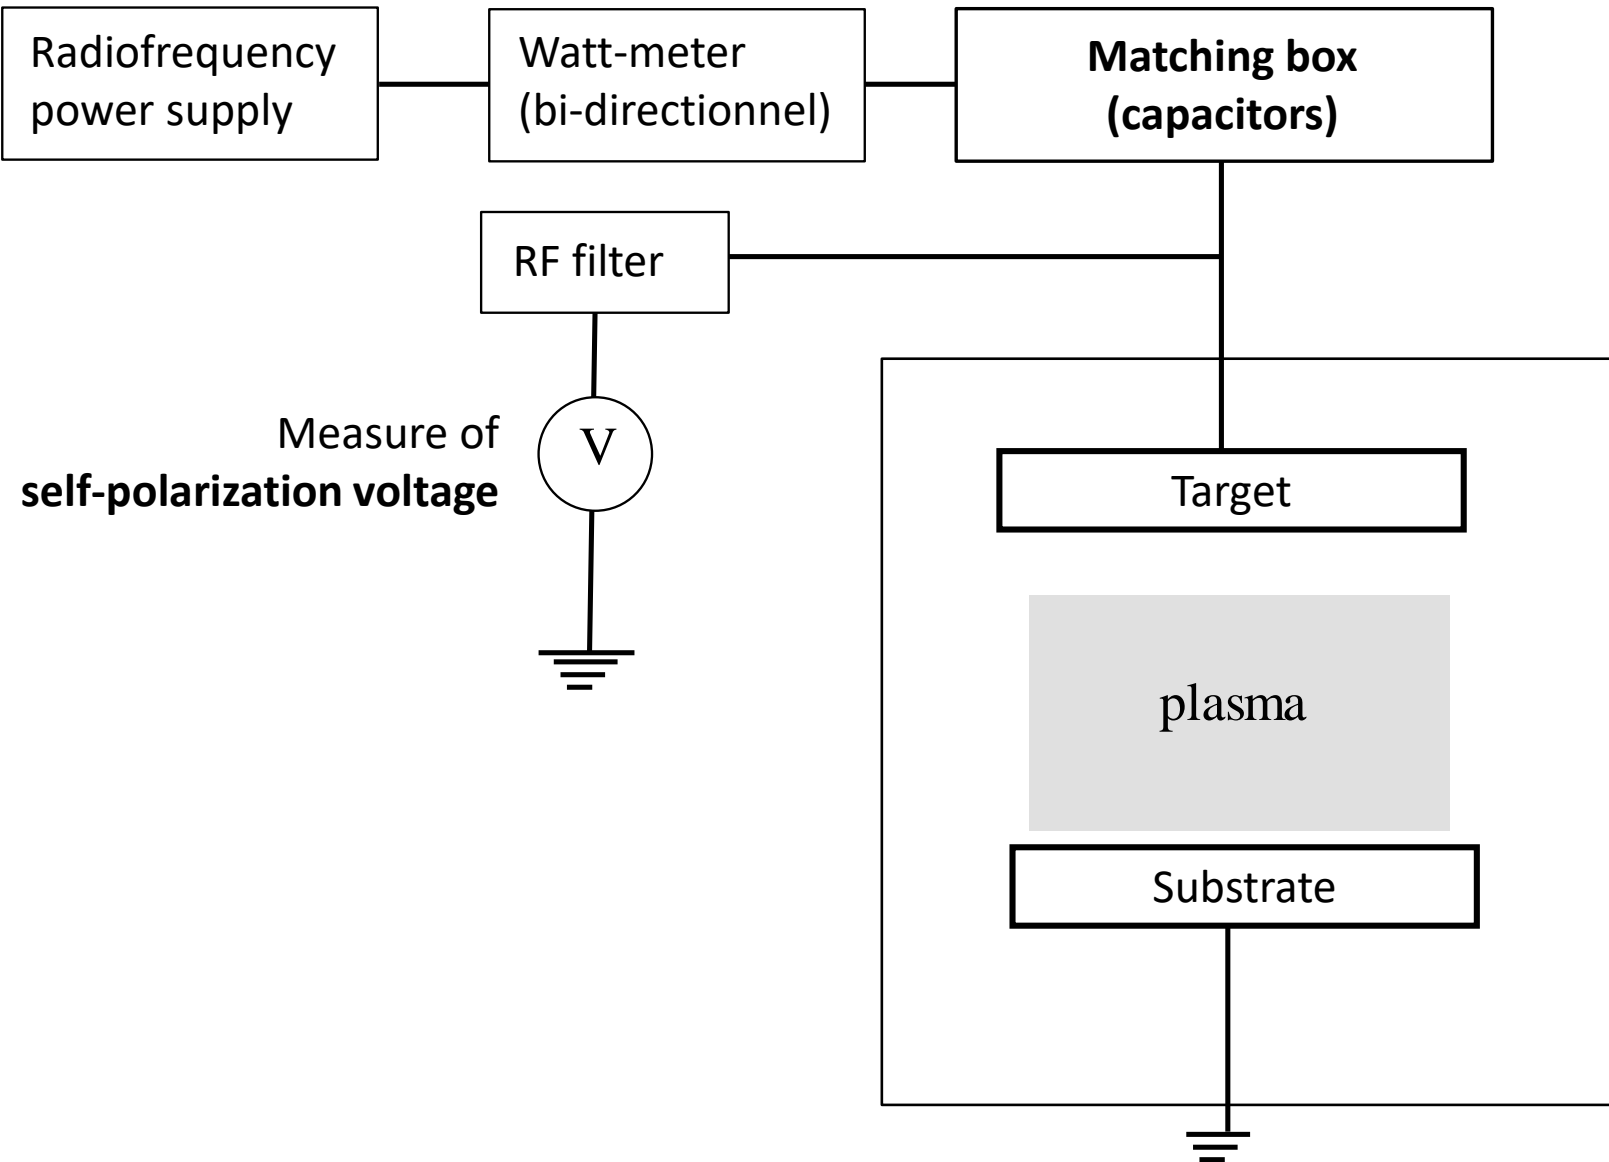 Radiofrequency
power supply
Watt-meter
(bi-directionnel)
Matching box
(capacitors)
RF filter
Measure of
self-polarization voltage
V
Target
plasma
Substrate